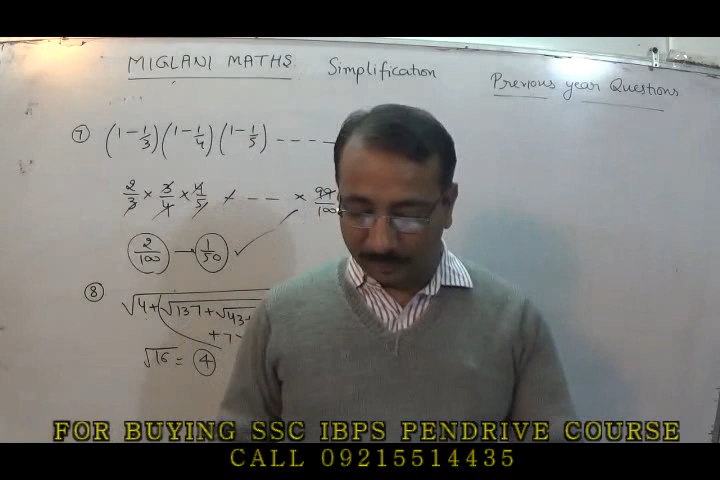 MIGLANI MATHS Simplification Previous year Questions
⑦ (1 - 1/3) (1 - 1/4) (1 - 1/5) - - - -
2/3 × 3/4 × 4/5 × - - - × 99/100
2/100 → 1/50 ✓
⑧ √4+(√137+√43+
+7
√16 = 4
FOR BUYING SSC IBPS PENDRIVE COURSE
CALL 09215514435